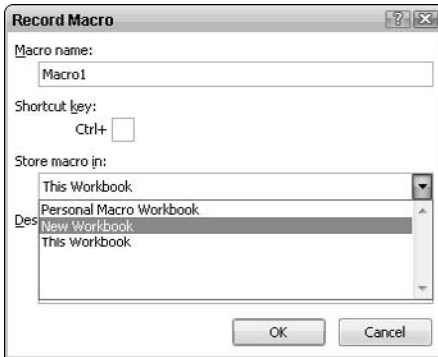 Record Macro
Macro name:
Macro1
Shortcut key:
Ctrl+
Store macro in:
This Workbook
Personal Macro Workbook
Des
New Workbook
This Workbook
OK
Cancel